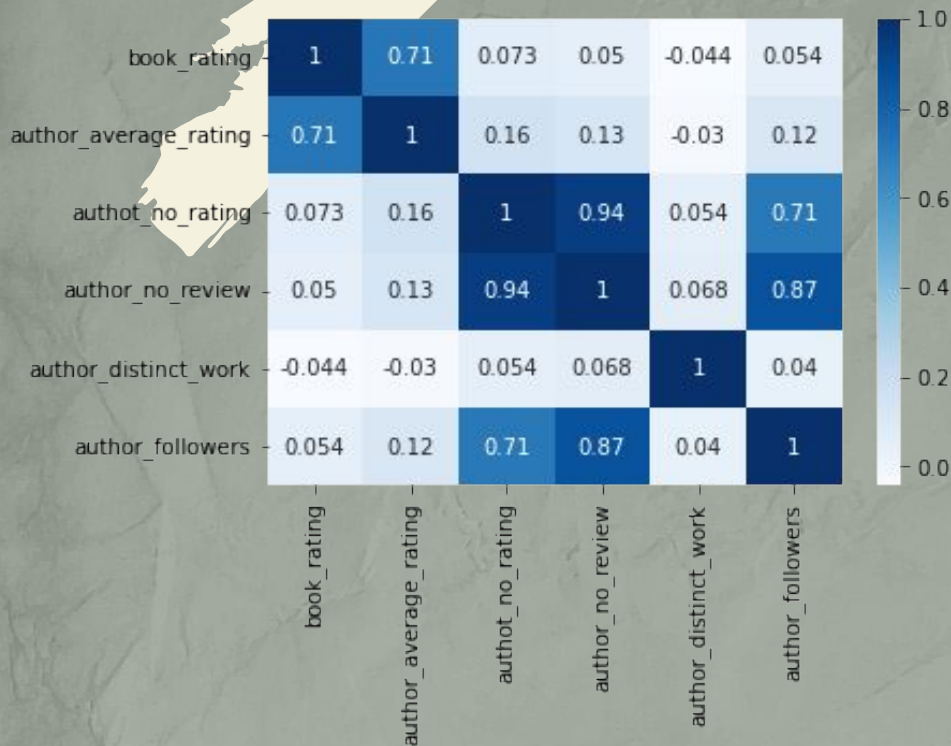 1.0
book_rating 1 0.71 0.073 0.05 -0.044 0.054
0.8
author_average_rating 0.71 1 0.16 0.13 -0.03 0.12
0.6
authot_no_rating 0.073 0.16 1 0.94 0.054 0.71
author_no_review 0.05 0.13 0.94 1 0.068 0.87
0.4
author_distinct_work -0.044 -0.03 0.054 0.068 1 0.04
0.2
author_followers 0.054 0.12 0.71 0.87 0.04 1
0.0
book_rating
author_average_rating
authot_no_rating
author_no_review
author_distinct_work
author_followers